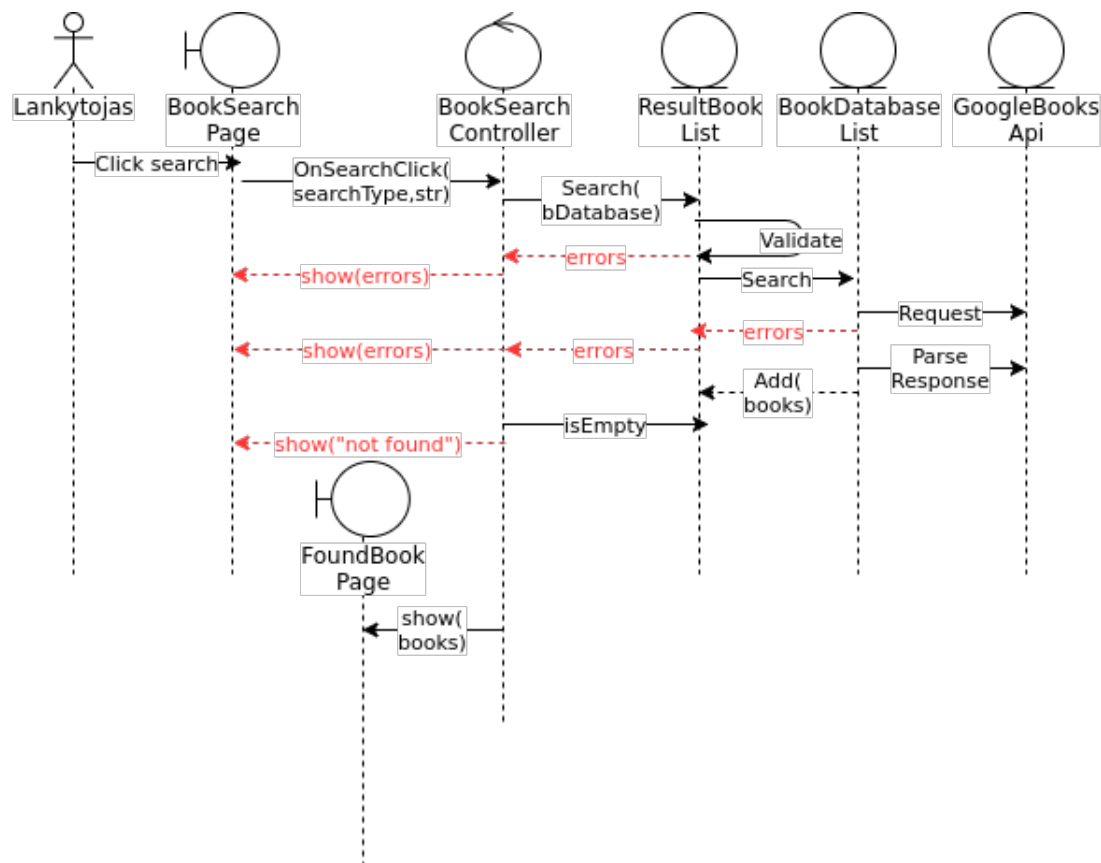 Lankytojas
BookSearch
Page
BookSearch
Controller
ResultBook
List
BookDatabase
List
GoogleBooks
Api
Click search
OnSearchClick(
searchType,str)
Search(
bDatabase)
Validate
errors
show(errors)
Search
Request
errors
show(errors)
errors
Parse
Response
Add(
books)
isEmpty
show("not found")
FoundBook
Page
show(
books)